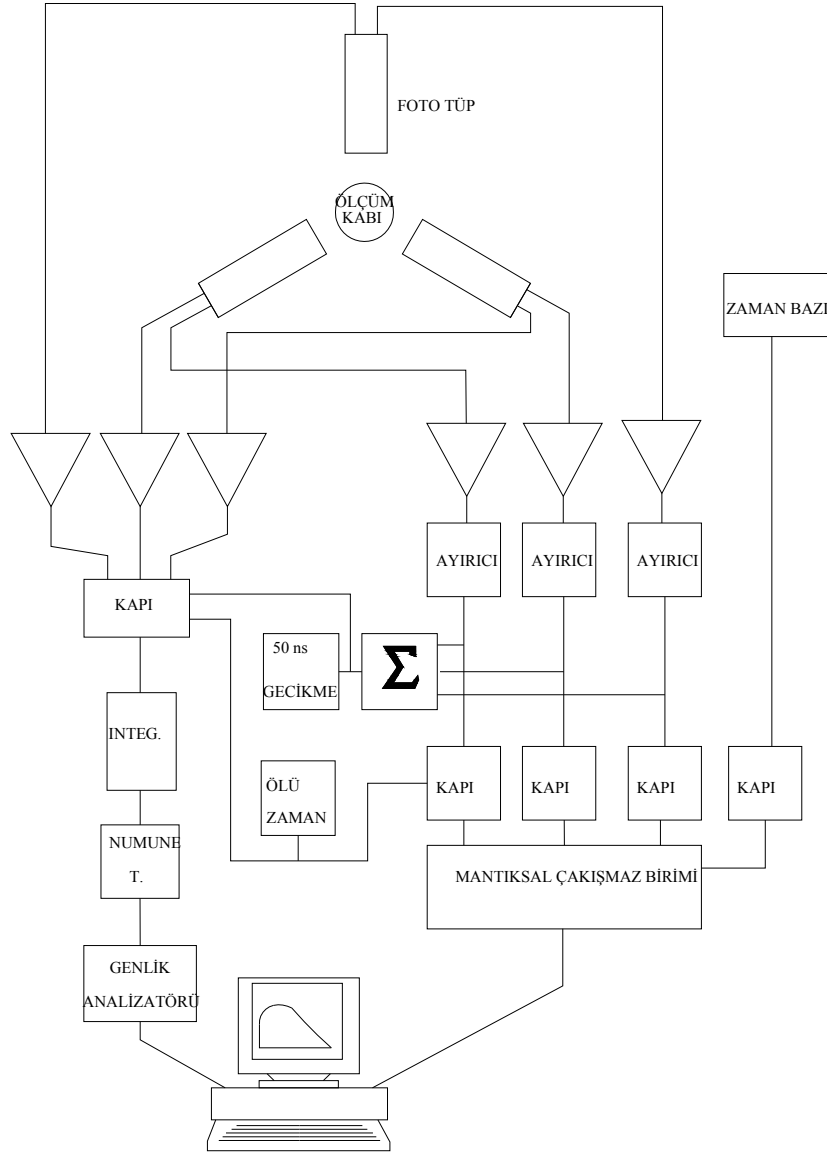 FOTO TÜP
ÖLÇÜM
KABI
ZAMAN BAZI
AYIRICI
AYIRICI
AYIRICI
KAPI
50 ns
GECİKME
Σ
INTEG.
ÖLÜ
ZAMAN
KAPI
KAPI
KAPI
KAPI
NUMUNE
T.
MANTIKSAL ÇAKIŞMAZ BİRİMİ
GENLİK
ANALİZATÖRÜ